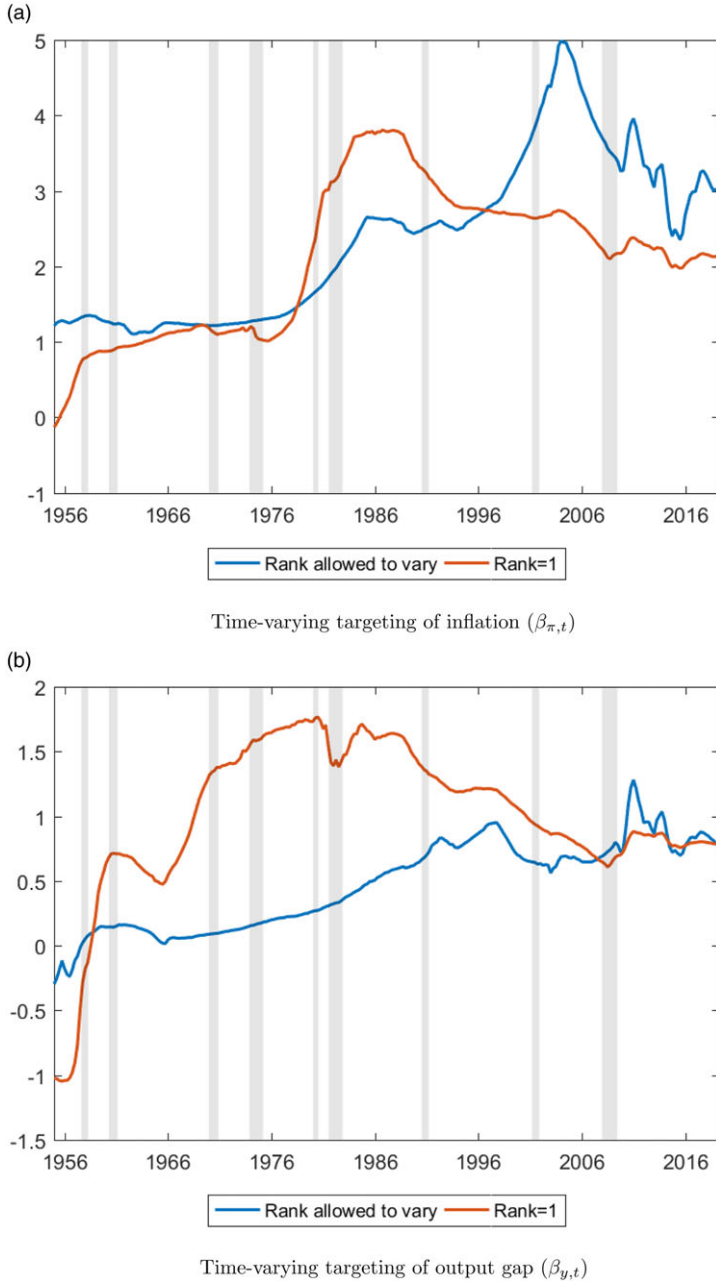 (a)
5
4
3
2
1
0
-1
1956 1966 1976 1986 1996 2006 2016
Rank allowed to vary Rank=1
Time-varying targeting of inflation (βπ,t)
(b)
2
1.5
1
0.5
0
-0.5
-1
-1.5
1956 1966 1976 1986 1996 2006 2016
Rank allowed to vary Rank=1
Time-varying targeting of output gap (βy,t)